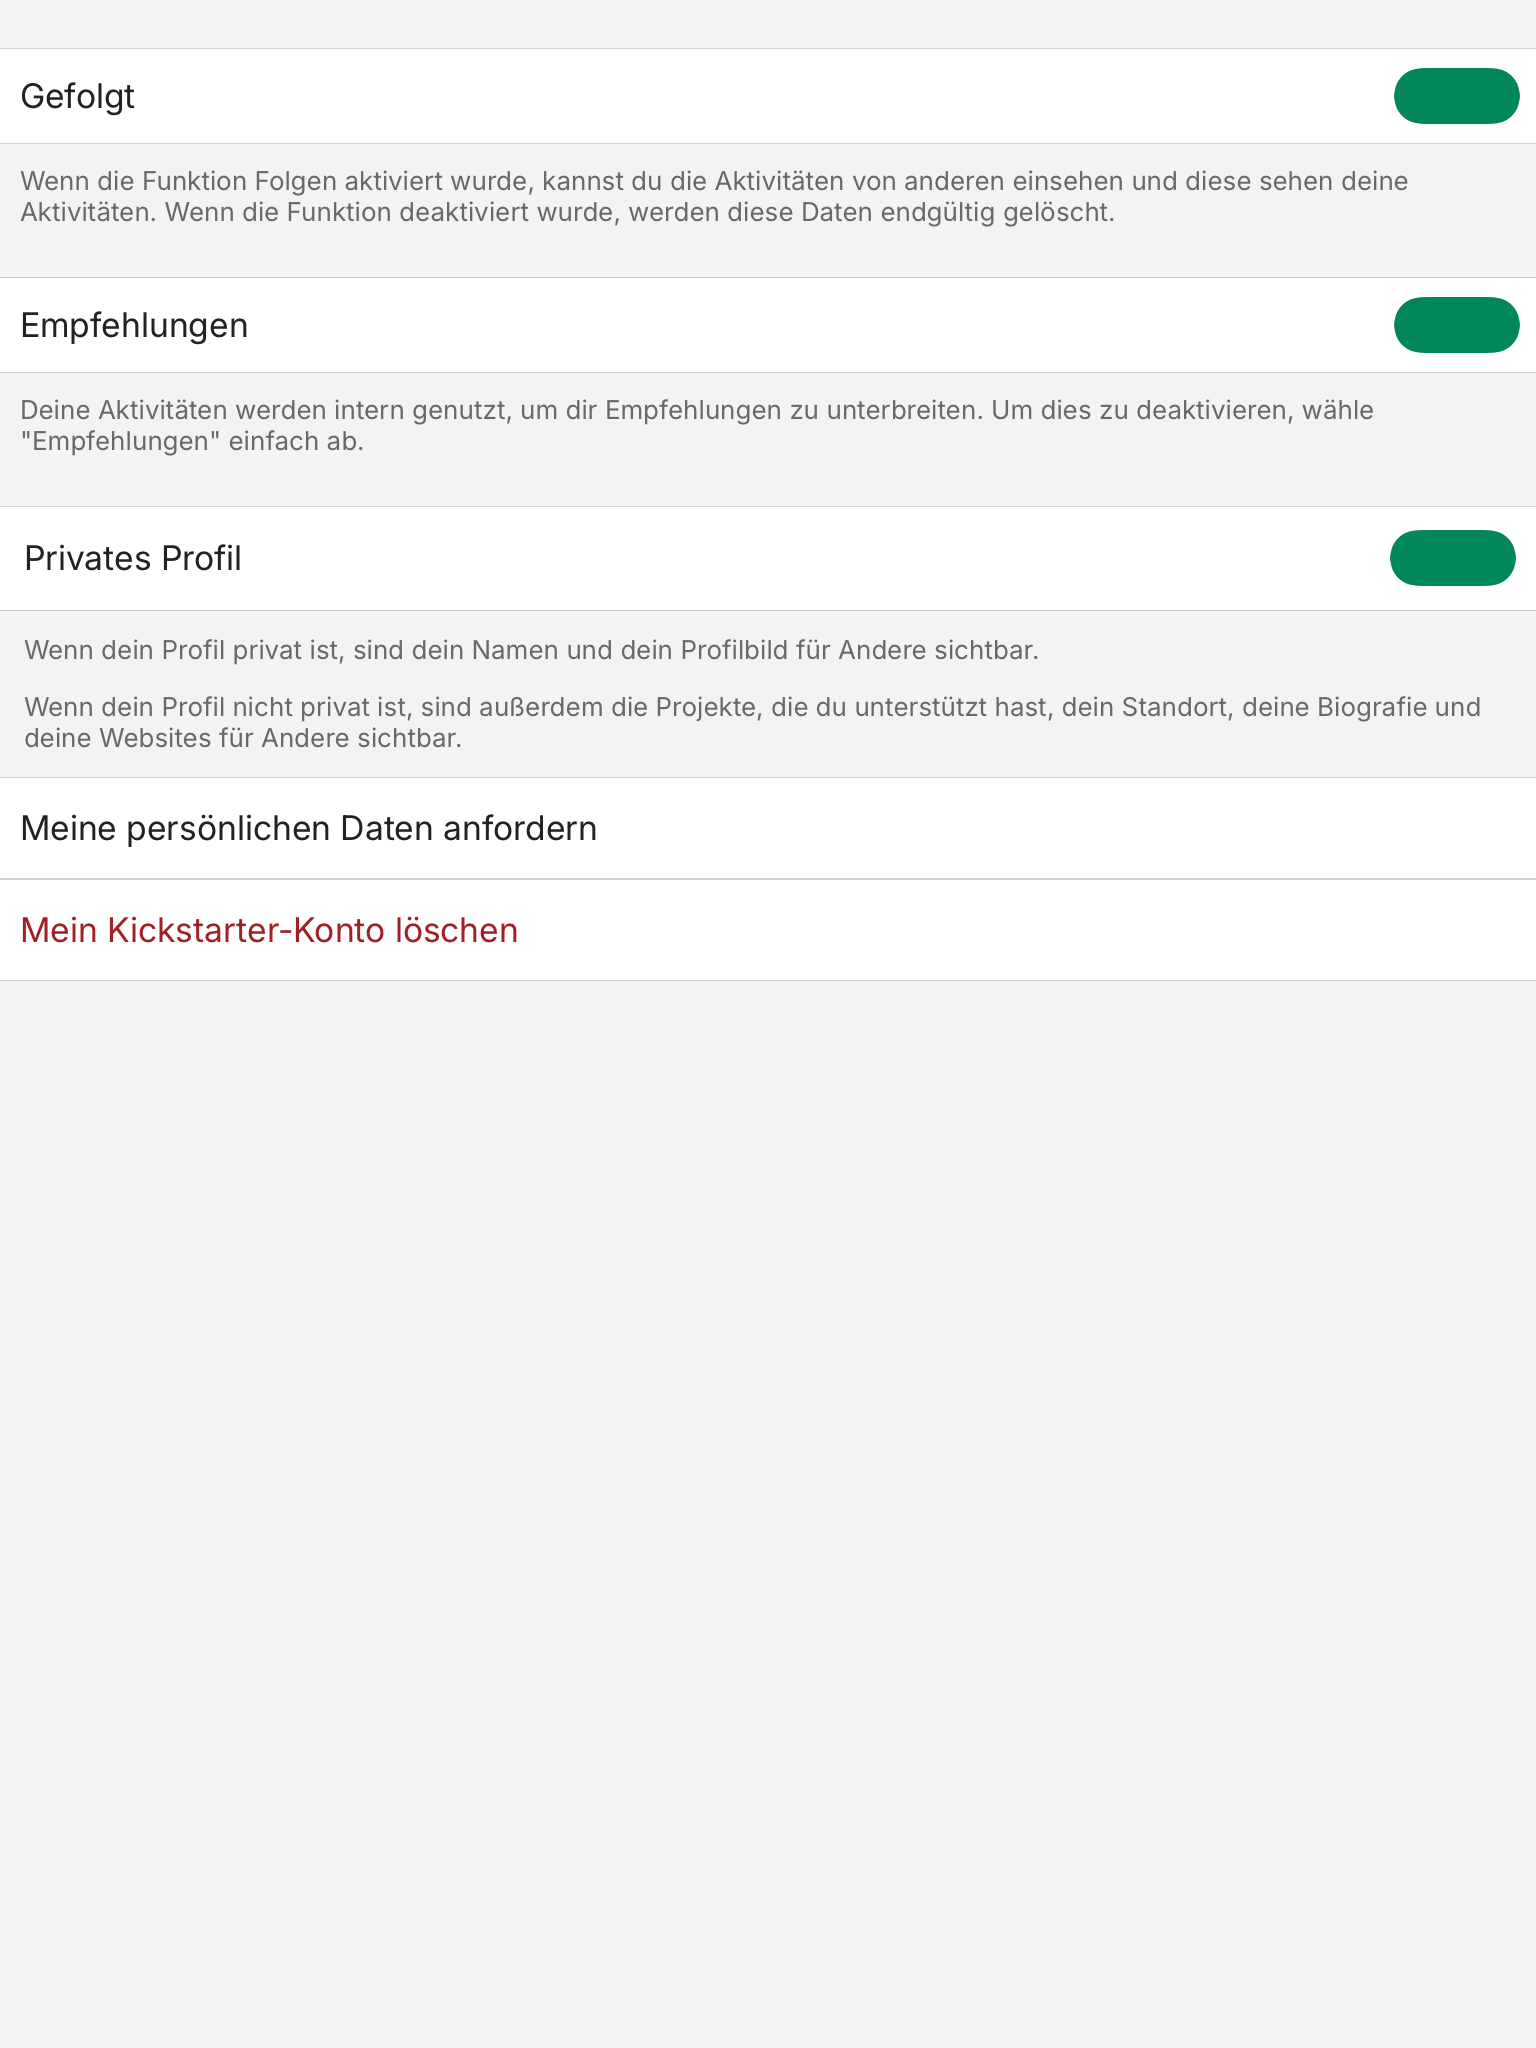 Gefolgt
Wenn die Funktion Folgen aktiviert wurde, kannst du die Aktivitäten von anderen einsehen und diese sehen deine
Aktivitäten. Wenn die Funktion deaktiviert wurde, werden diese Daten endgültig gelöscht.
Empfehlungen
Deine Aktivitäten werden intern genutzt, um dir Empfehlungen zu unterbreiten. Um dies zu deaktivieren, wähle
"Empfehlungen" einfach ab.
Privates Profil
Wenn dein Profil privat ist, sind dein Namen und dein Profilbild für Andere sichtbar.
Wenn dein Profil nicht privat ist, sind außerdem die Projekte, die du unterstützt hast, dein Standort, deine Biografie und
deine Websites für Andere sichtbar.
Meine persönlichen Daten anfordern
Mein Kickstarter-Konto löschen